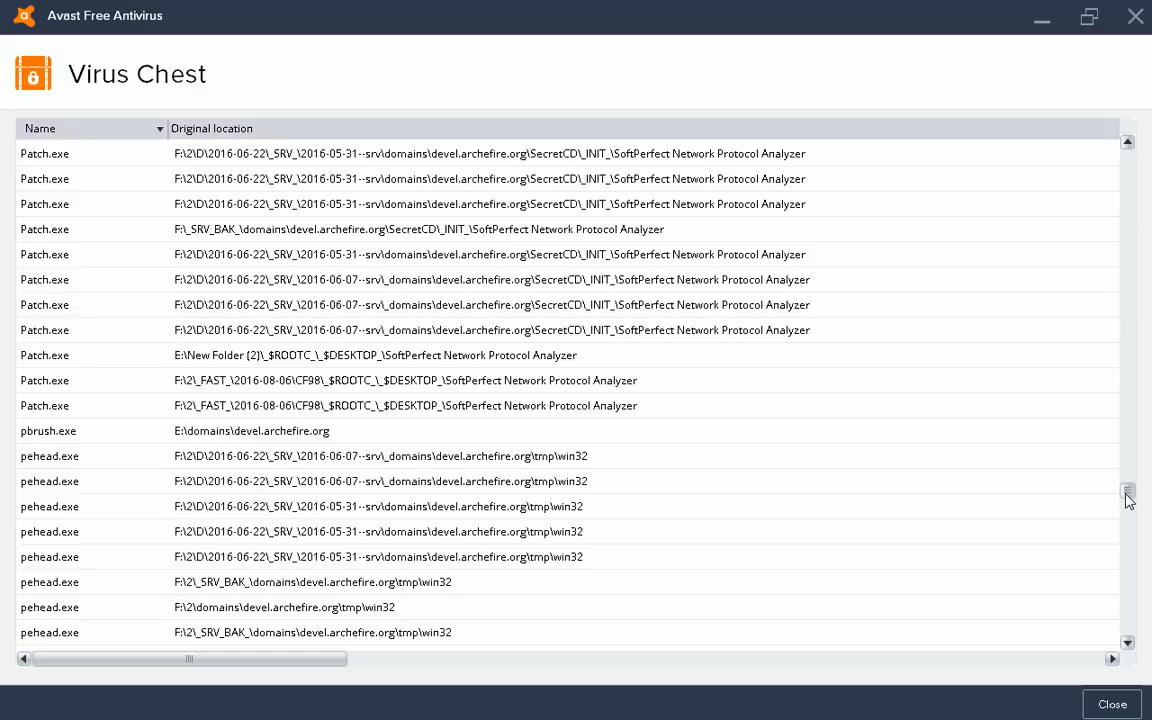 Avast Free Antivirus
Virus Chest
Name Original location
Patch.exe F:\2\D\2016-06-22\_SRV_\2016-05-31--srv\domains\devel.archefire.org\SecretCD\_INIT_\SoftPerfect Network Protocol Analyzer
Patch.exe F:\2\D\2016-06-22\_SRV_\2016-05-31--srv\domains\devel.archefire.org\SecretCD\_INIT_\SoftPerfect Network Protocol Analyzer
Patch.exe F:\2\D\2016-06-22\_SRV_\2016-05-31--srv\domains\devel.archefire.org\SecretCD\_INIT_\SoftPerfect Network Protocol Analyzer
Patch.exe F:\_SRV_BAK_\domains\devel.archefire.org\SecretCD\_INIT_\SoftPerfect Network Protocol Analyzer
Patch.exe F:\2\D\2016-06-22\_SRV_\2016-05-31--srv\domains\devel.archefire.org\SecretCD\_INIT_\SoftPerfect Network Protocol Analyzer
Patch.exe F:\2\D\2016-06-22\_SRV_\2016-06-07--srv\_domains\devel.archefire.org\SecretCD\_INIT_\SoftPerfect Network Protocol Analyzer
Patch.exe F:\2\D\2016-06-22\_SRV_\2016-06-07--srv\_domains\devel.archefire.org\SecretCD\_INIT_\SoftPerfect Network Protocol Analyzer
Patch.exe F:\2\D\2016-06-22\_SRV_\2016-06-07--srv\_domains\devel.archefire.org\SecretCD\_INIT_\SoftPerfect Network Protocol Analyzer
Patch.exe E:\New Folder (2)\_$ROOTC_\_$DESKTOP_\SoftPerfect Network Protocol Analyzer
Patch.exe F:\2\_FAST_\2016-08-06\CF98\_$ROOTC_\_$DESKTOP_\SoftPerfect Network Protocol Analyzer
Patch.exe F:\2\_FAST_\2016-08-06\CF98\_$ROOTC_\_$DESKTOP_\SoftPerfect Network Protocol Analyzer
pbrush.exe E:\domains\devel.archefire.org
pehead.exe F:\2\D\2016-06-22\_SRV_\2016-06-07--srv\_domains\devel.archefire.org\tmp\win32
pehead.exe F:\2\D\2016-06-22\_SRV_\2016-06-07--srv\_domains\devel.archefire.org\tmp\win32
pehead.exe F:\2\D\2016-06-22\_SRV_\2016-05-31--srv\domains\devel.archefire.org\tmp\win32
pehead.exe F:\2\D\2016-06-22\_SRV_\2016-05-31--srv\domains\devel.archefire.org\tmp\win32
pehead.exe F:\2\D\2016-06-22\_SRV_\2016-05-31--srv\domains\devel.archefire.org\tmp\win32
pehead.exe F:\2\_SRV_BAK_\domains\devel.archefire.org\tmp\win32
pehead.exe F:\2\domains\devel.archefire.org\tmp\win32
pehead.exe F:\2\_SRV_BAK_\domains\devel.archefire.org\tmp\win32
Close